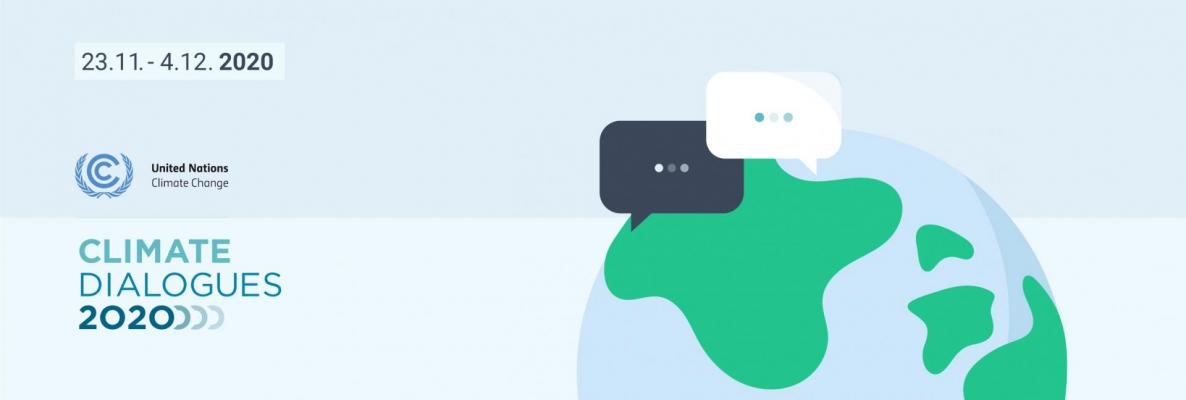 23.11. - 4.12. 2020
United Nations
Climate Change
CLIMATE
DIALOGUES
2020